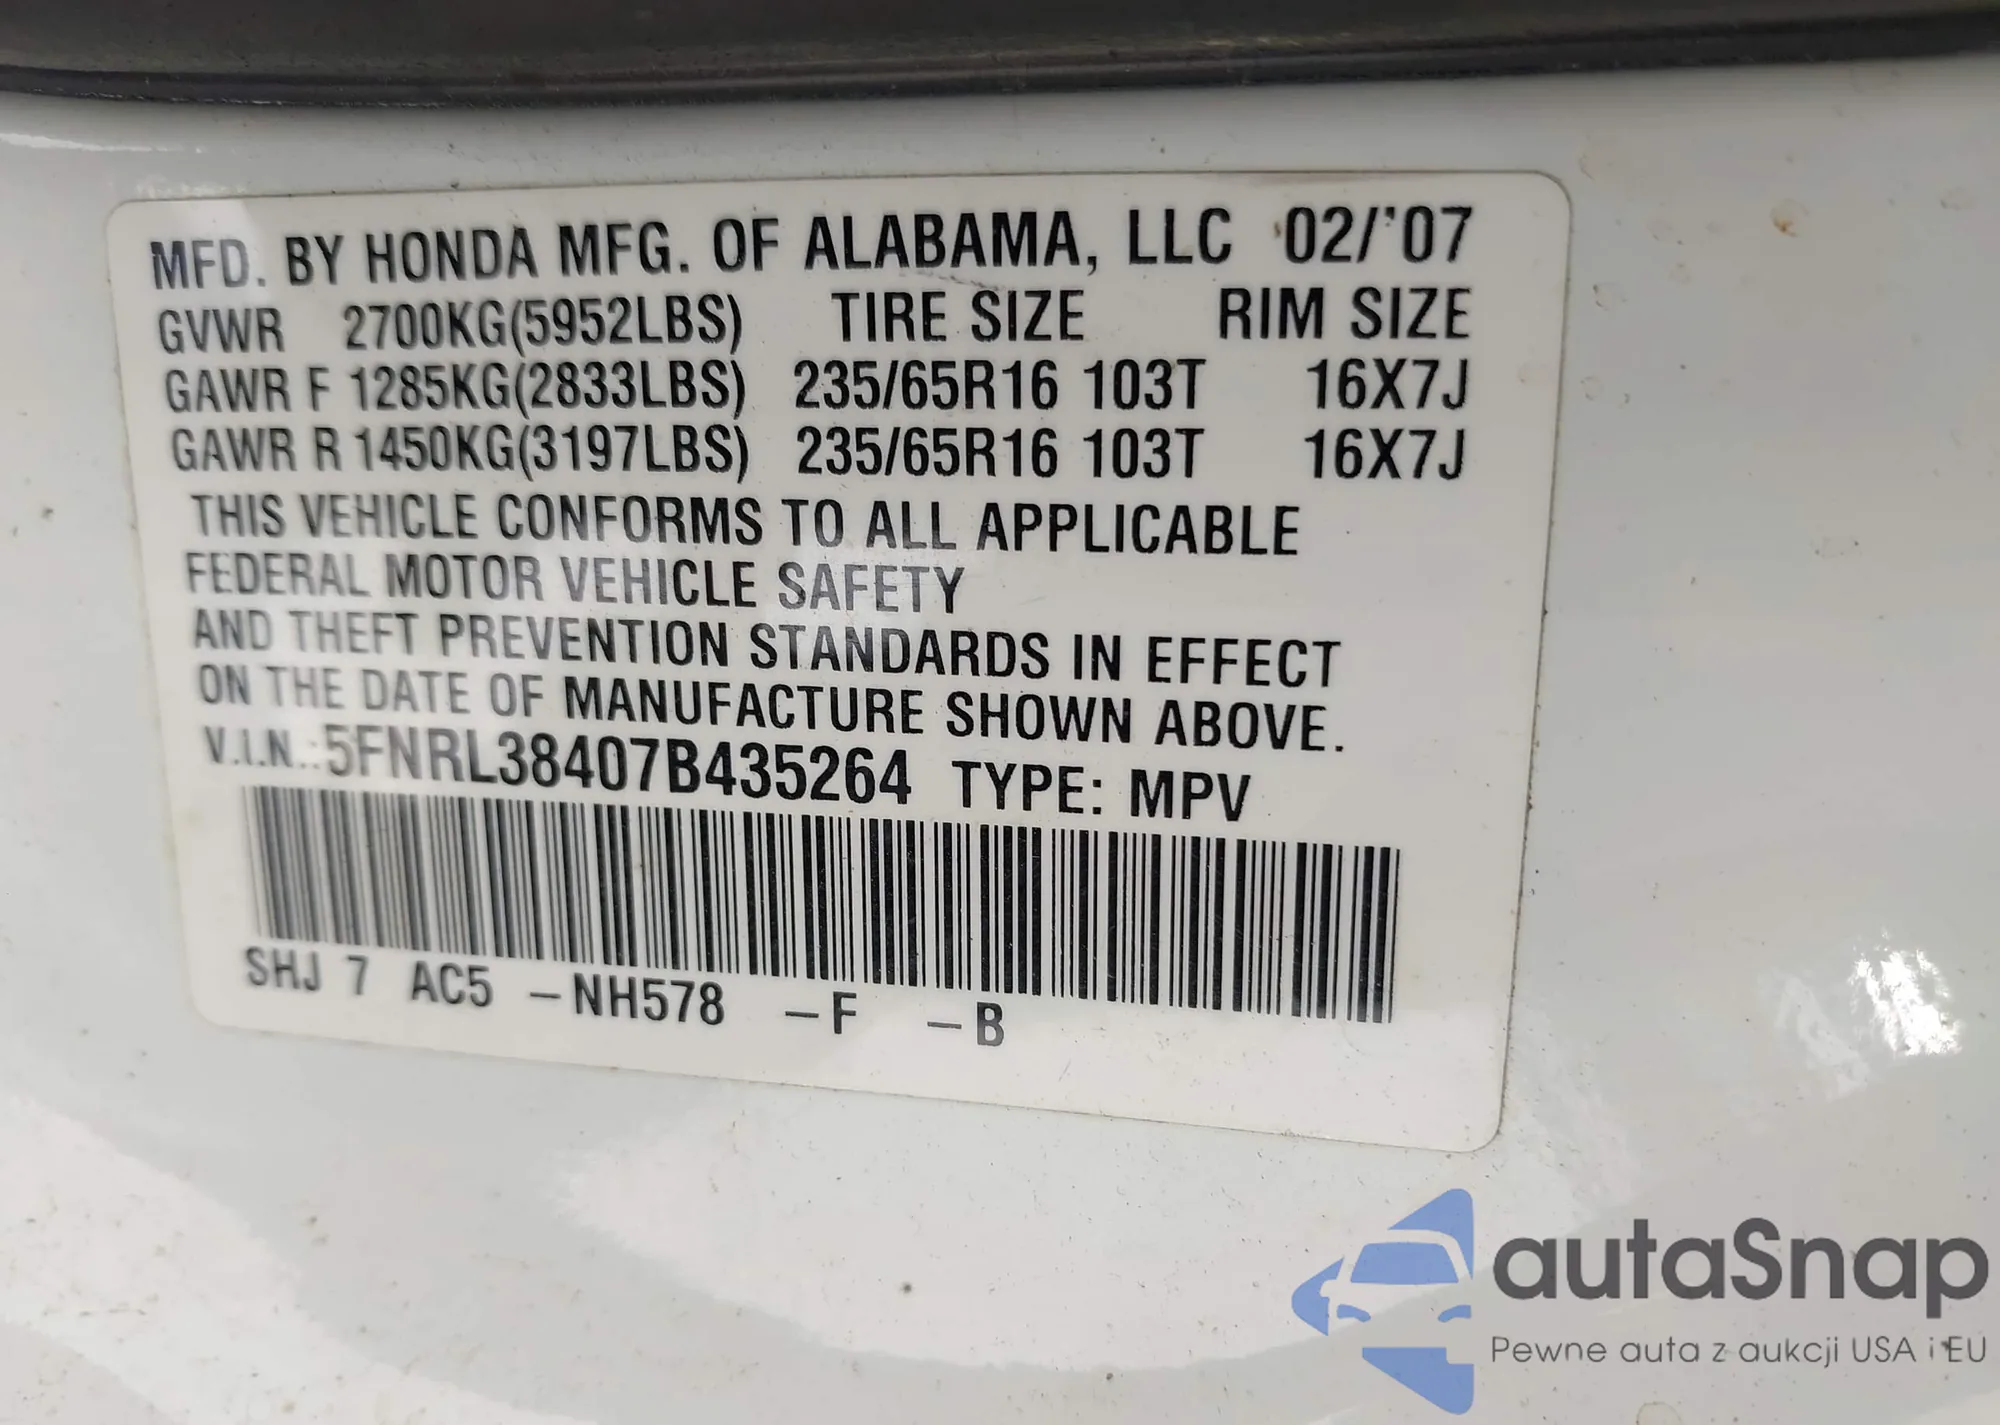 MFD. BY HONDA MFG. OF ALABAMA, LLC 02/'07
GVWR 2700KG(5952LBS) TIRE SIZE RIM SIZE
GAWR F 1285KG(2833LBS) 235/65R16 103T 16X7J
GAWR R 1450KG(3197LBS) 235/65R16 103T 16X7J
THIS VEHICLE CONFORMS TO ALL APPLICABLE
FEDERAL MOTOR VEHICLE SAFETY
AND THEFT PREVENTION STANDARDS IN EFFECT
ON THE DATE OF MANUFACTURE SHOWN ABOVE.
V.I.N.: 5FNRL38407B435264 TYPE: MPV
SHJ 7 AC5 –NH578 –F –B
autaSnap
Pewne auta z aukcji USA i EU